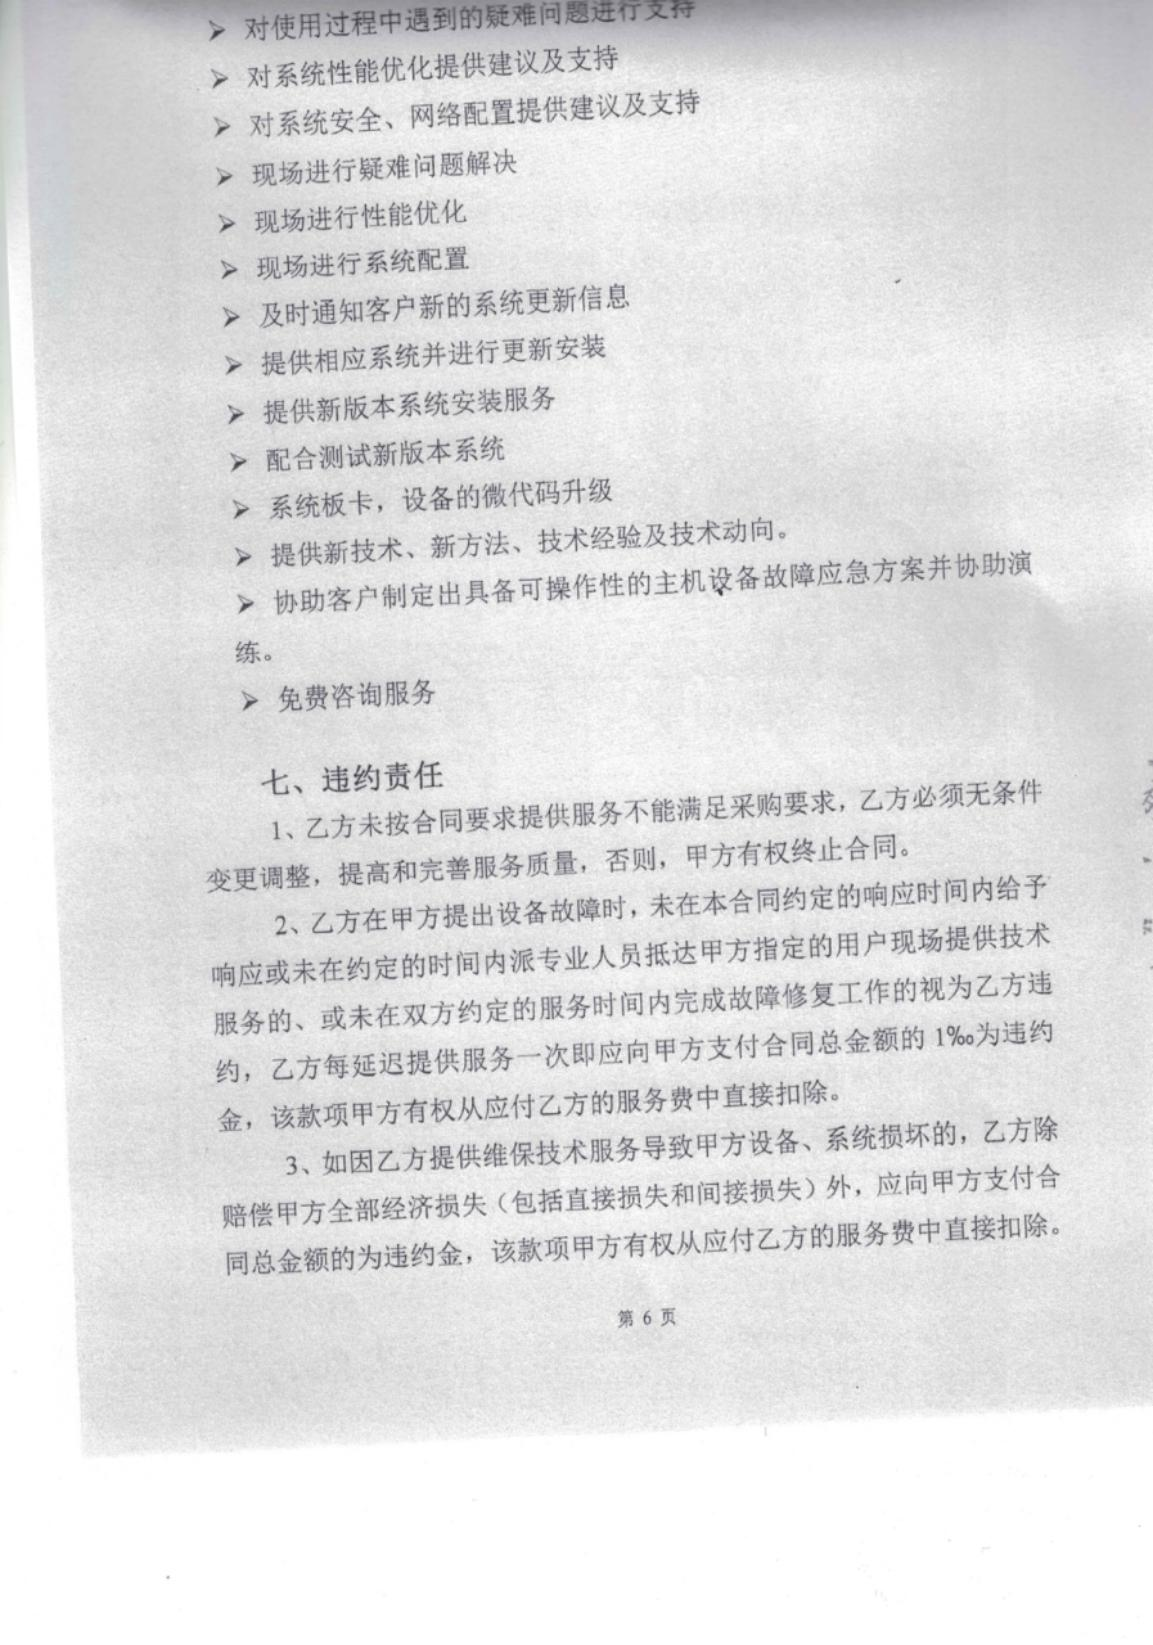 ➢ 对使用过程中遇到的疑难问题进行支持
➢ 对系统性能优化提供建议及支持
➢ 对系统安全、网络配置提供建议及支持
➢ 现场进行疑难问题解决
➢ 现场进行性能优化
➢ 现场进行系统配置
➢ 及时通知客户新的系统更新信息
➢ 提供相应系统并进行更新安装
➢ 提供新版本系统安装服务
➢ 配合测试新版本系统
➢ 系统板卡，设备的微代码升级
➢ 提供新技术、新方法、技术经验及技术动向。
➢ 协助客户制定出具备可操作性的主机设备故障应急方案并协助演
练。
➢ 免费咨询服务
七、违约责任
1、乙方未按合同要求提供服务不能满足采购要求，乙方必须无条件
变更调整，提高和完善服务质量，否则，甲方有权终止合同。
2、乙方在甲方提出设备故障时，未在本合同约定的响应时间内给予
响应或未在约定的时间内派专业人员抵达甲方指定的用户现场提供技术
服务的、或未在双方约定的服务时间内完成故障修复工作的视为乙方违
约，乙方每延迟提供服务一次即应向甲方支付合同总金额的 1‰为违约
金，该款项甲方有权从应付乙方的服务费中直接扣除。
3、如因乙方提供维保技术服务导致甲方设备、系统损坏的，乙方除
赔偿甲方全部经济损失（包括直接损失和间接损失）外，应向甲方支付合
同总金额的为违约金，该款项甲方有权从应付乙方的服务费中直接扣除。
第 6 页